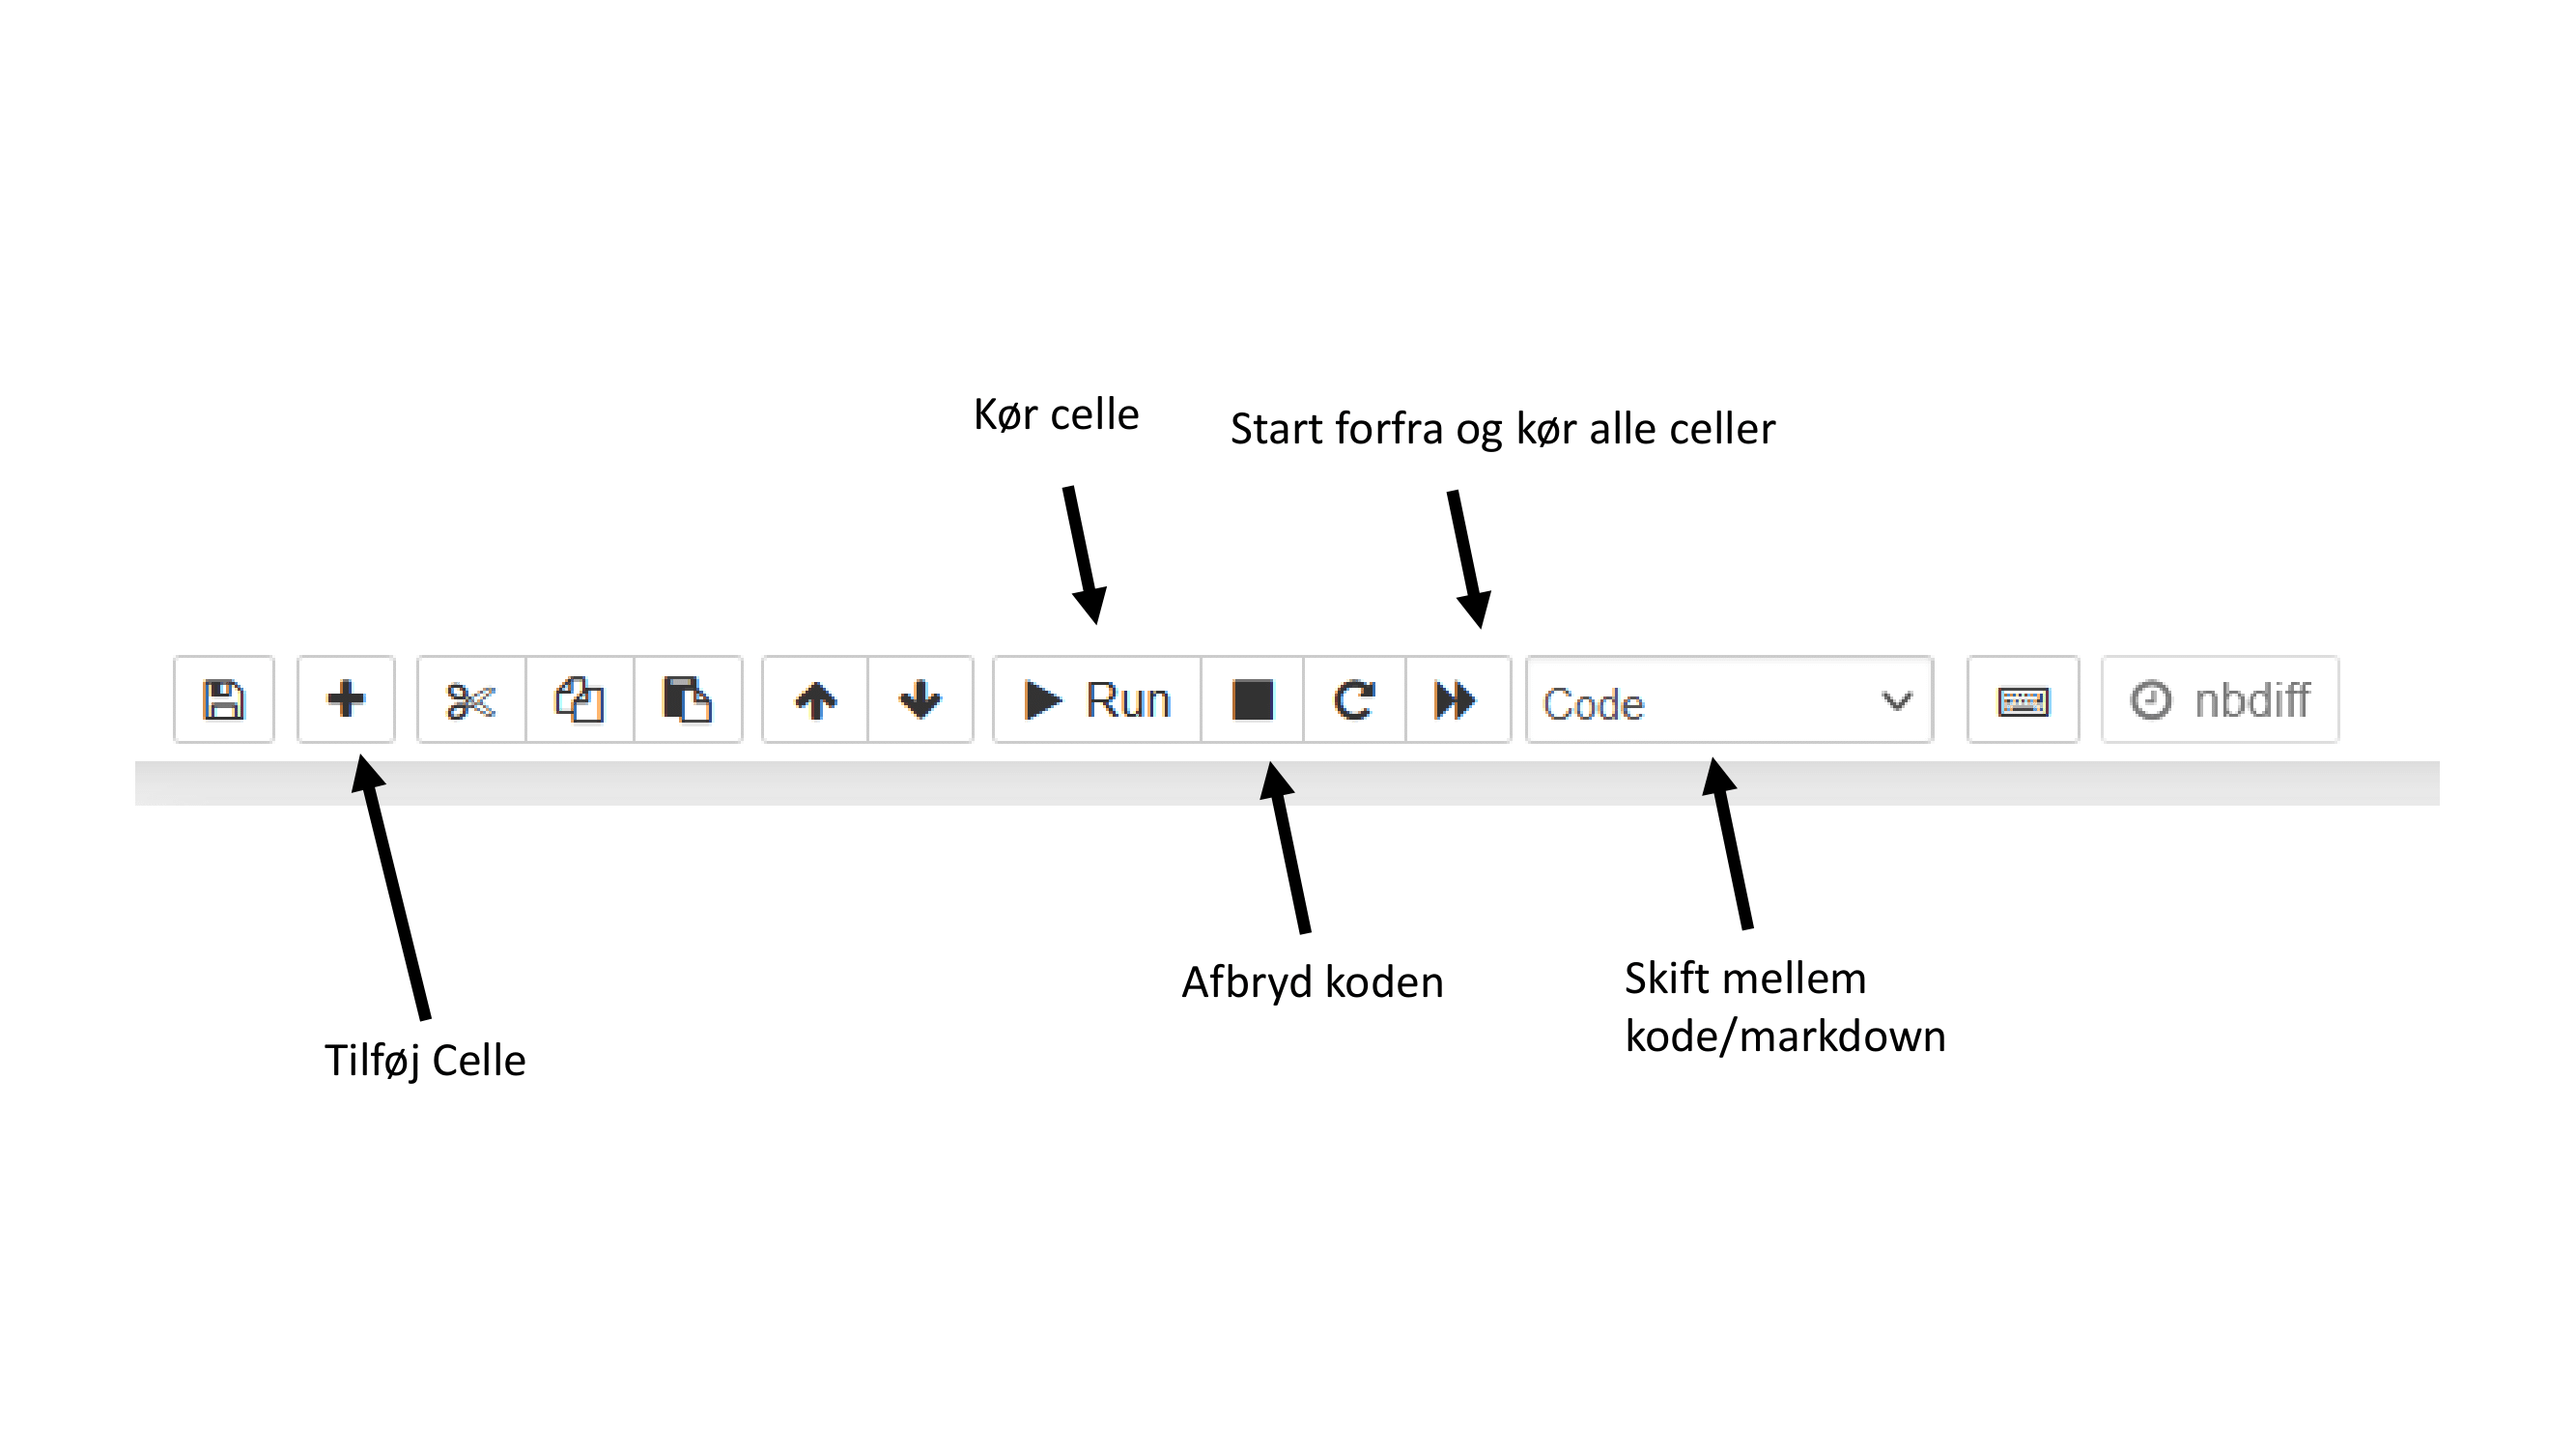 Kør celle
Start forfra og kør alle celler
Run
Code
nbdiff
Afbryd koden
Skift mellem
kode/markdown
Tilføj Celle